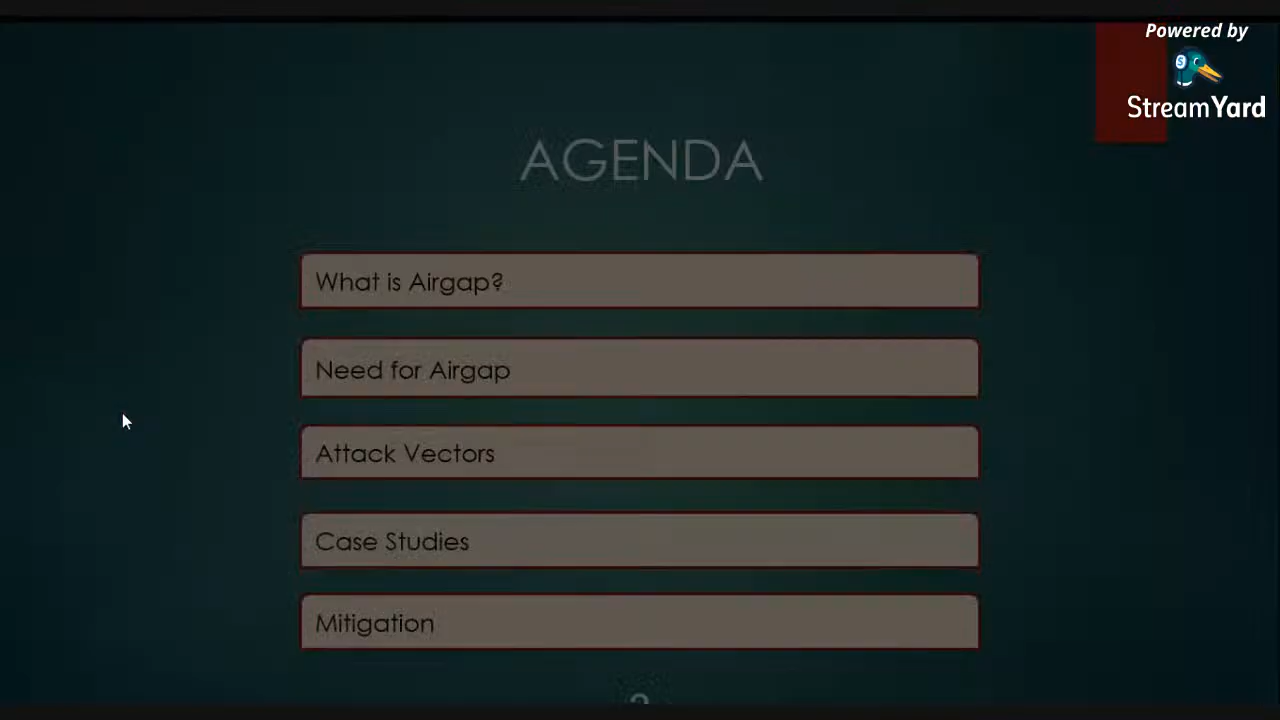 Powered by
StreamYard
AGENDA
What is Airgap?
Need for Airgap
Attack Vectors
Case Studies
Mitigation